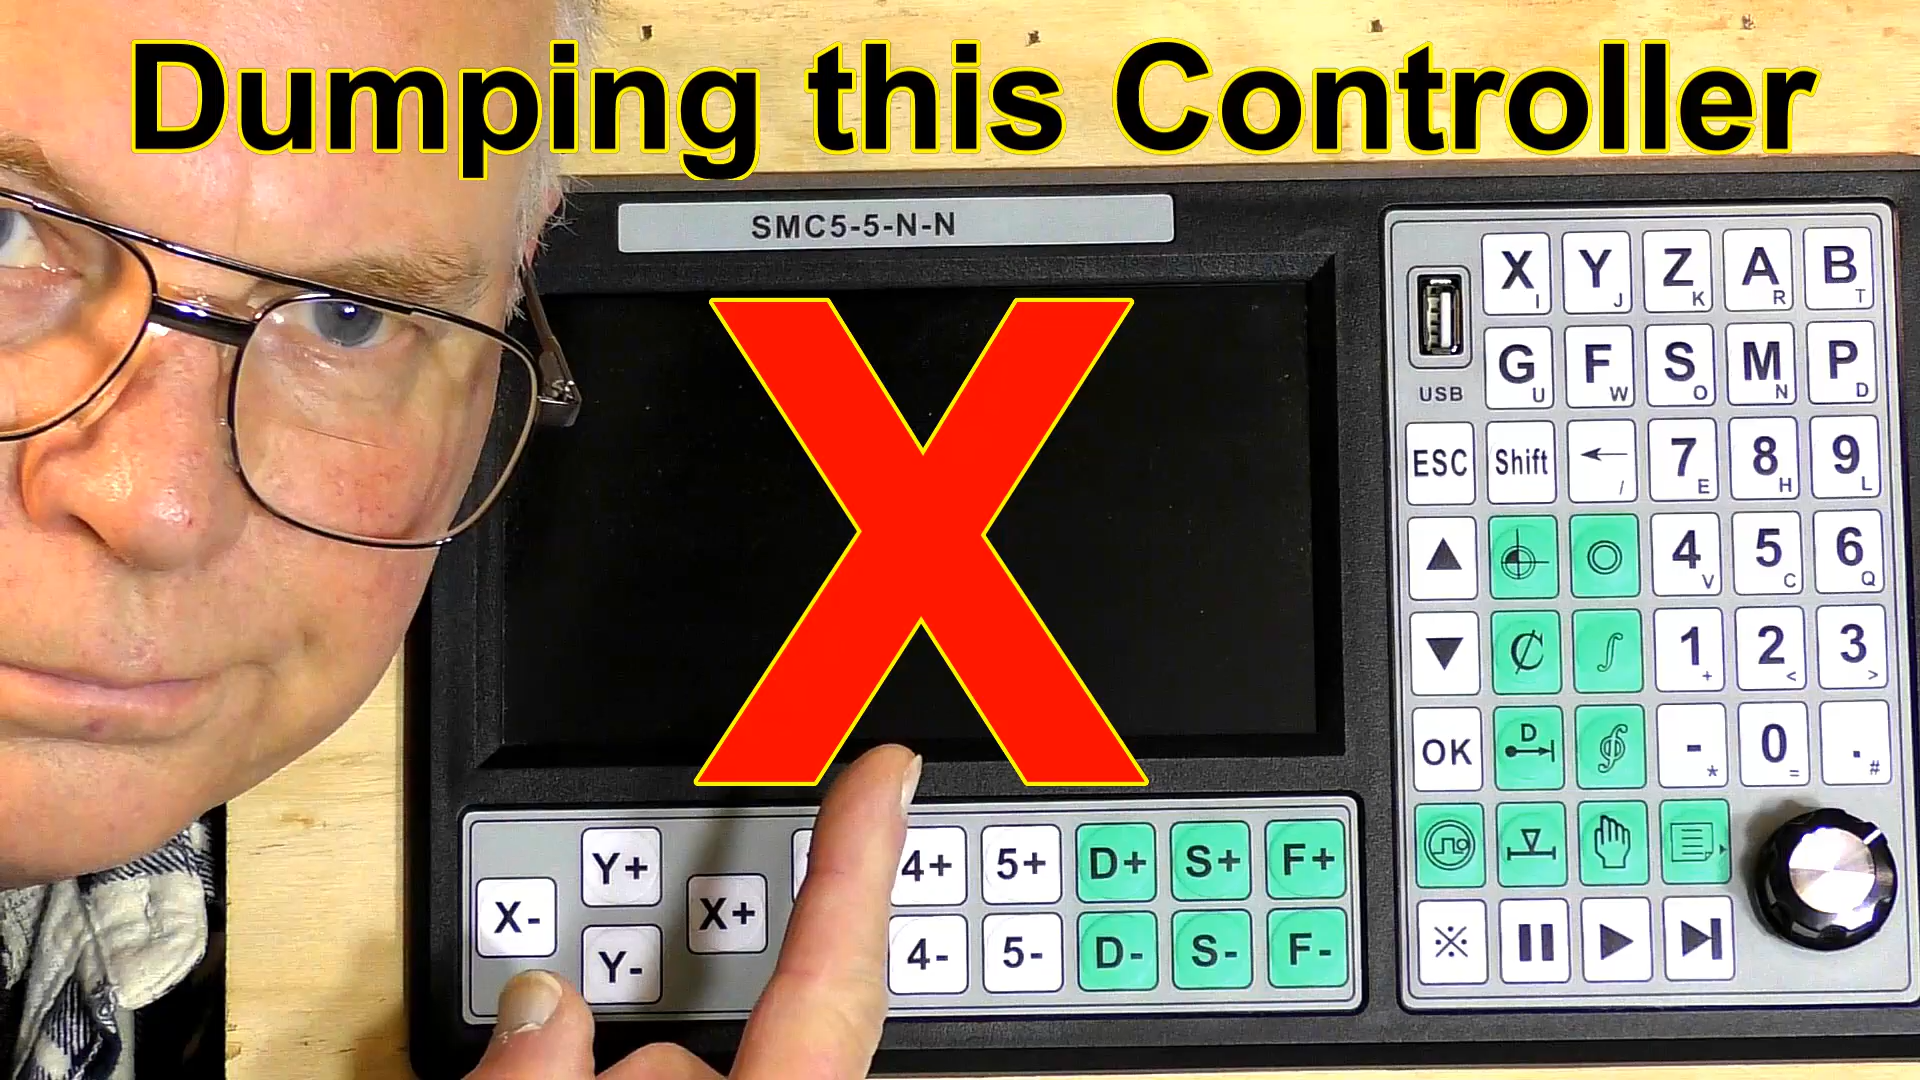 Dumping this Controller
SMC5-5-N-N
X
USB
X I Y J Z K A R B T
G U F W S O M N P D
ESC Shift / 7 E 8 H 9 L
4 V 5 C 6 Q
1 + 2 < 3 >
OK D - * 0 = . #
Y+ 4+ 5+ D+ S+ F+
X- X+
Y- 4- 5- D- S- F-